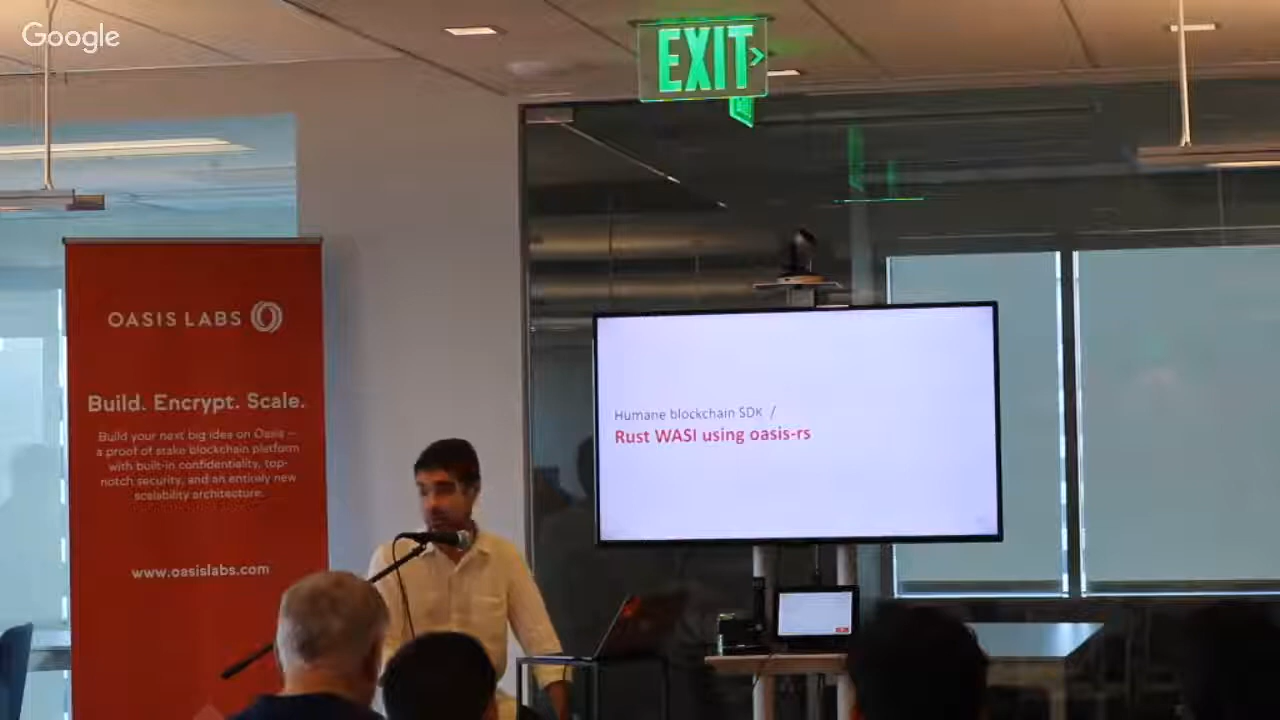 Google
EXIT
OASIS LABS
Build. Encrypt. Scale.
Build your next big idea on Oasis –
a proof of stake blockchain platform
with built-in confidentiality, top-
notch security, and an entirely new
scalability architecture.
www.oasislabs.com
Humane blockchain SDK /
Rust WASI using oasis-rs